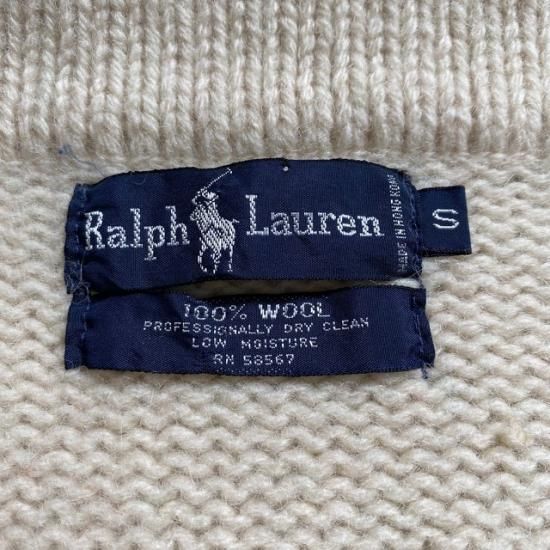 Ralph Lauren
MADE IN HONG KONG
S
100% WOOL
PROFESSIONALLY DRY CLEAN
LOW MOISTURE
RN 58567